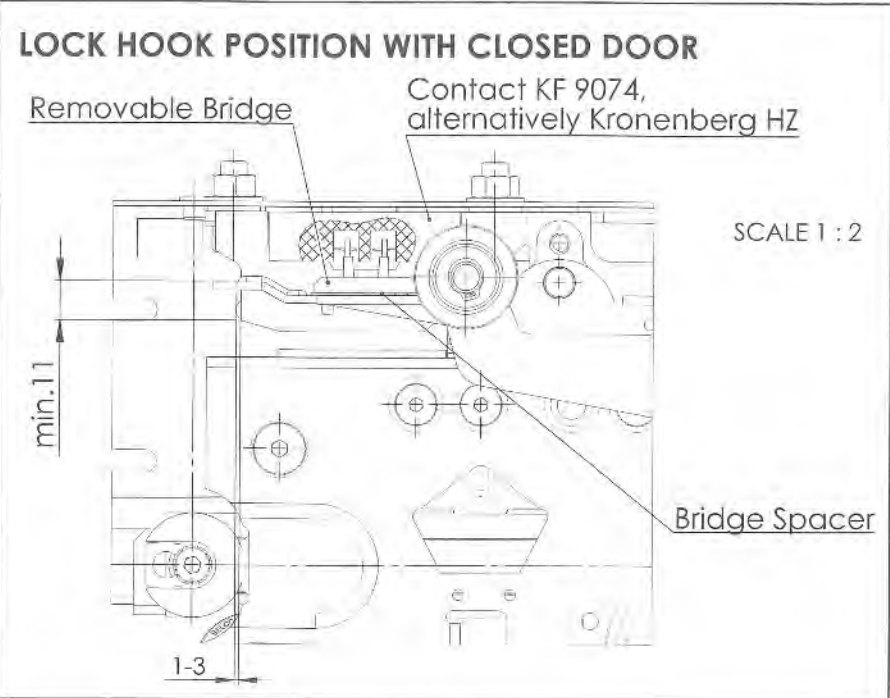 LOCK HOOK POSITION WITH CLOSED DOOR
Removable Bridge
Contact KF 9074,
alternatively Kronenberg HZ
SCALE 1 : 2
min.11
Bridge Spacer
1-3